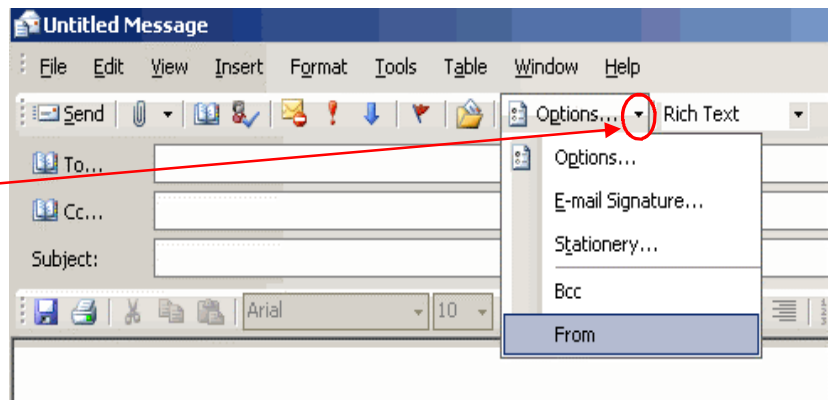 Untitled Message
File Edit View Insert Format Tools Table Window Help
Send Options... Rich Text
To...
Options...
E-mail Signature...
Cc...
Stationery...
Subject:
Bcc
Arial 10
From